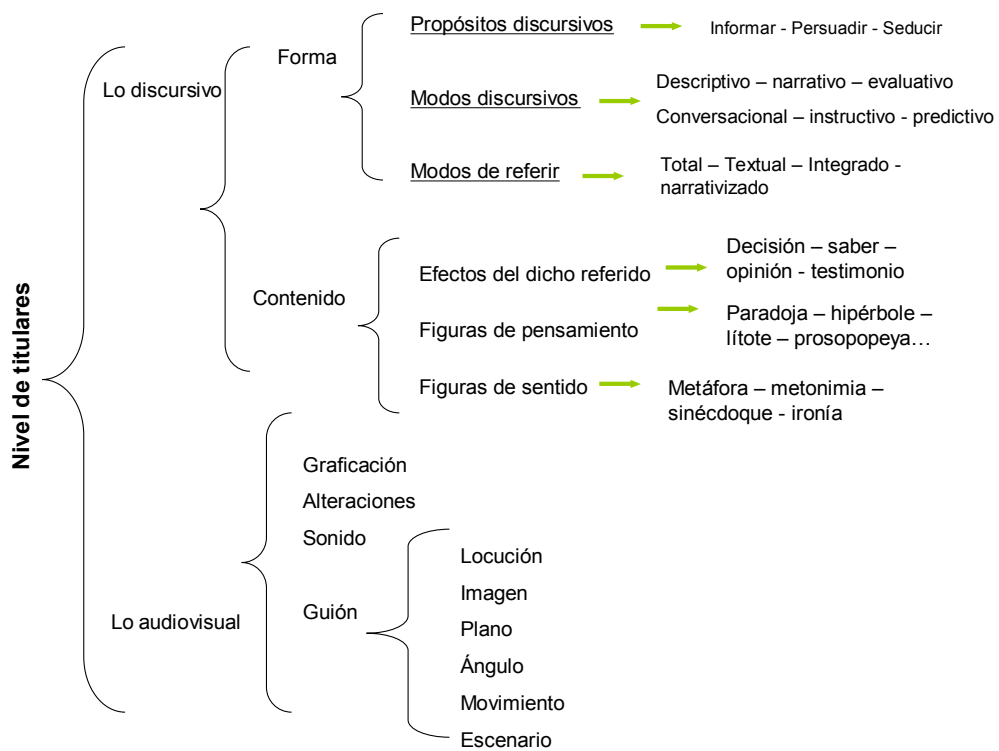 Nivel de titulares
Lo discursivo
Forma
Propósitos discursivos
Informar - Persuadir - Seducir
Modos discursivos
Descriptivo – narrativo – evaluativo
Conversacional – instructivo - predictivo
Modos de referir
Total – Textual – Integrado -
narrativizado
Contenido
Efectos del dicho referido
Decisión – saber –
opinión - testimonio
Figuras de pensamiento
Paradoja – hipérbole –
lítote – prosopopeya…
Figuras de sentido
Metáfora – metonimia –
sinécdoque - ironía
Lo audiovisual
Graficación
Alteraciones
Sonido
Guión
Locución
Imagen
Plano
Ángulo
Movimiento
Escenario